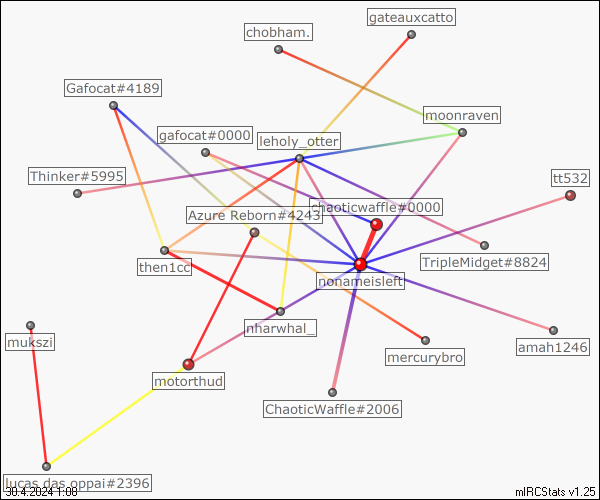 gateauxcatto
chobham.
Gafocat#4189
moonraven
gafocat#0000
leholy_otter
Thinker#5995
tt532
chaoticwaffle#0000
Azure Reborn#4243
TripleMidget#8824
then1cc
nonameisleft
nharwhal_
mukszi
amah1246
mercurybro
motorthud
ChaoticWaffle#2006
lucas das oppai#2396
30.4.2024 1:08
mIRCStats v1.25